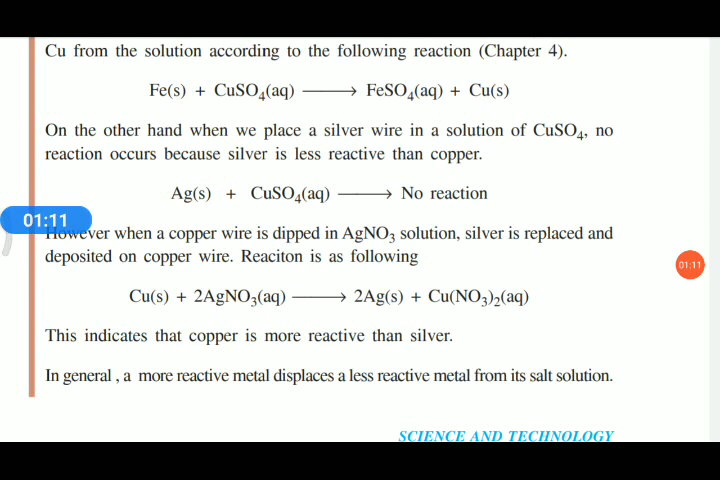 Cu from the solution according to the following reaction (Chapter 4).
Fe(s) + CuSO₄(aq) ⟶ FeSO₄(aq) + Cu(s)
On the other hand when we place a silver wire in a solution of CuSO₄, no
reaction occurs because silver is less reactive than copper.
Ag(s) + CuSO₄(aq) ⟶ No reaction
01:11
However when a copper wire is dipped in AgNO₃ solution, silver is replaced and
deposited on copper wire. Reaciton is as following
01:11
Cu(s) + 2AgNO₃(aq) ⟶ 2Ag(s) + Cu(NO₃)₂(aq)
This indicates that copper is more reactive than silver.
In general , a more reactive metal displaces a less reactive metal from its salt solution.
SCIENCE AND TECHNOLOGY